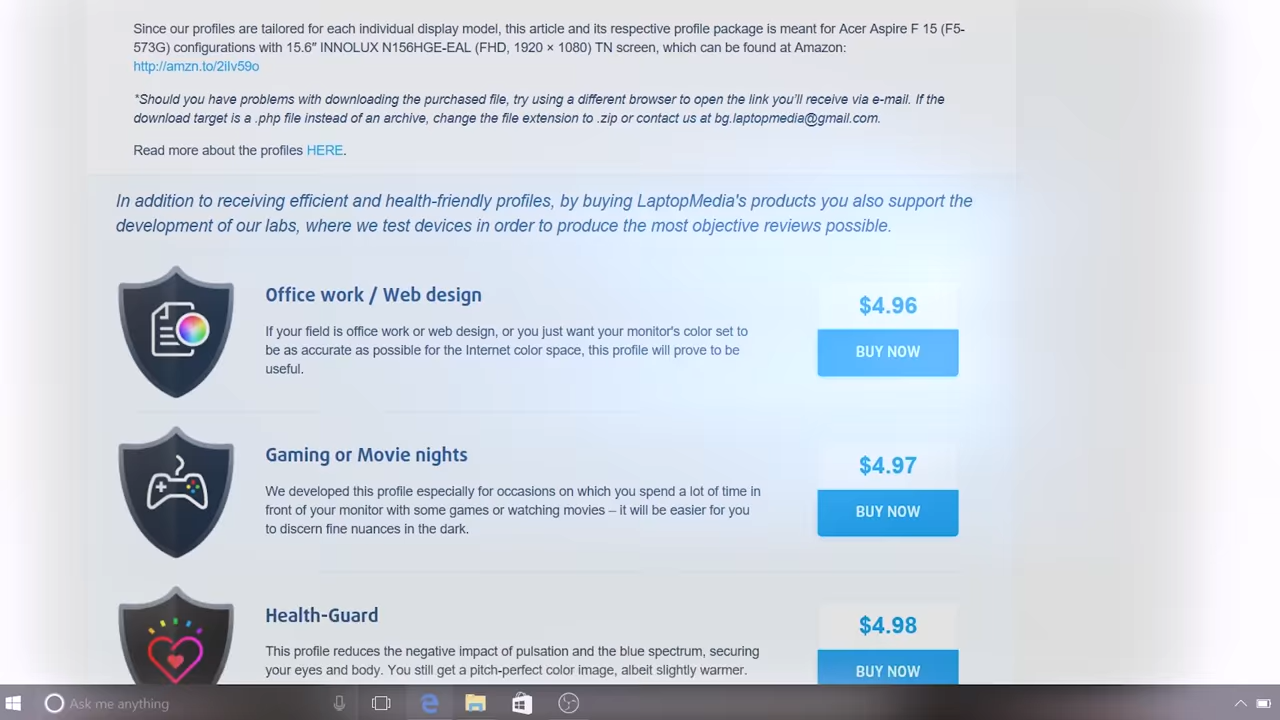 Since our profiles are tailored for each individual display model, this article and its respective profile package is meant for Acer Aspire F 15 (F5-
573G) configurations with 15.6″ INNOLUX N156HGE-EAL (FHD, 1920 × 1080) TN screen, which can be found at Amazon:
http://amzn.to/2iIv59o
*Should you have problems with downloading the purchased file, try using a different browser to open the link you'll receive via e-mail. If the
download target is a .php file instead of an archive, change the file extension to .zip or contact us at bg.laptopmedia@gmail.com.
Read more about the profiles HERE.
In addition to receiving efficient and health-friendly profiles, by buying LaptopMedia's products you also support the
development of our labs, where we test devices in order to produce the most objective reviews possible.
Office work / Web design
If your field is office work or web design, or you just want your monitor's color set to
be as accurate as possible for the Internet color space, this profile will prove to be
useful.
$4.96
BUY NOW
Gaming or Movie nights
We developed this profile especially for occasions on which you spend a lot of time in
front of your monitor with some games or watching movies – it will be easier for you
to discern fine nuances in the dark.
$4.97
BUY NOW
Health-Guard
This profile reduces the negative impact of pulsation and the blue spectrum, securing
your eyes and body. You still get a pitch-perfect color image, albeit slightly warmer.
$4.98
BUY NOW
Ask me anything